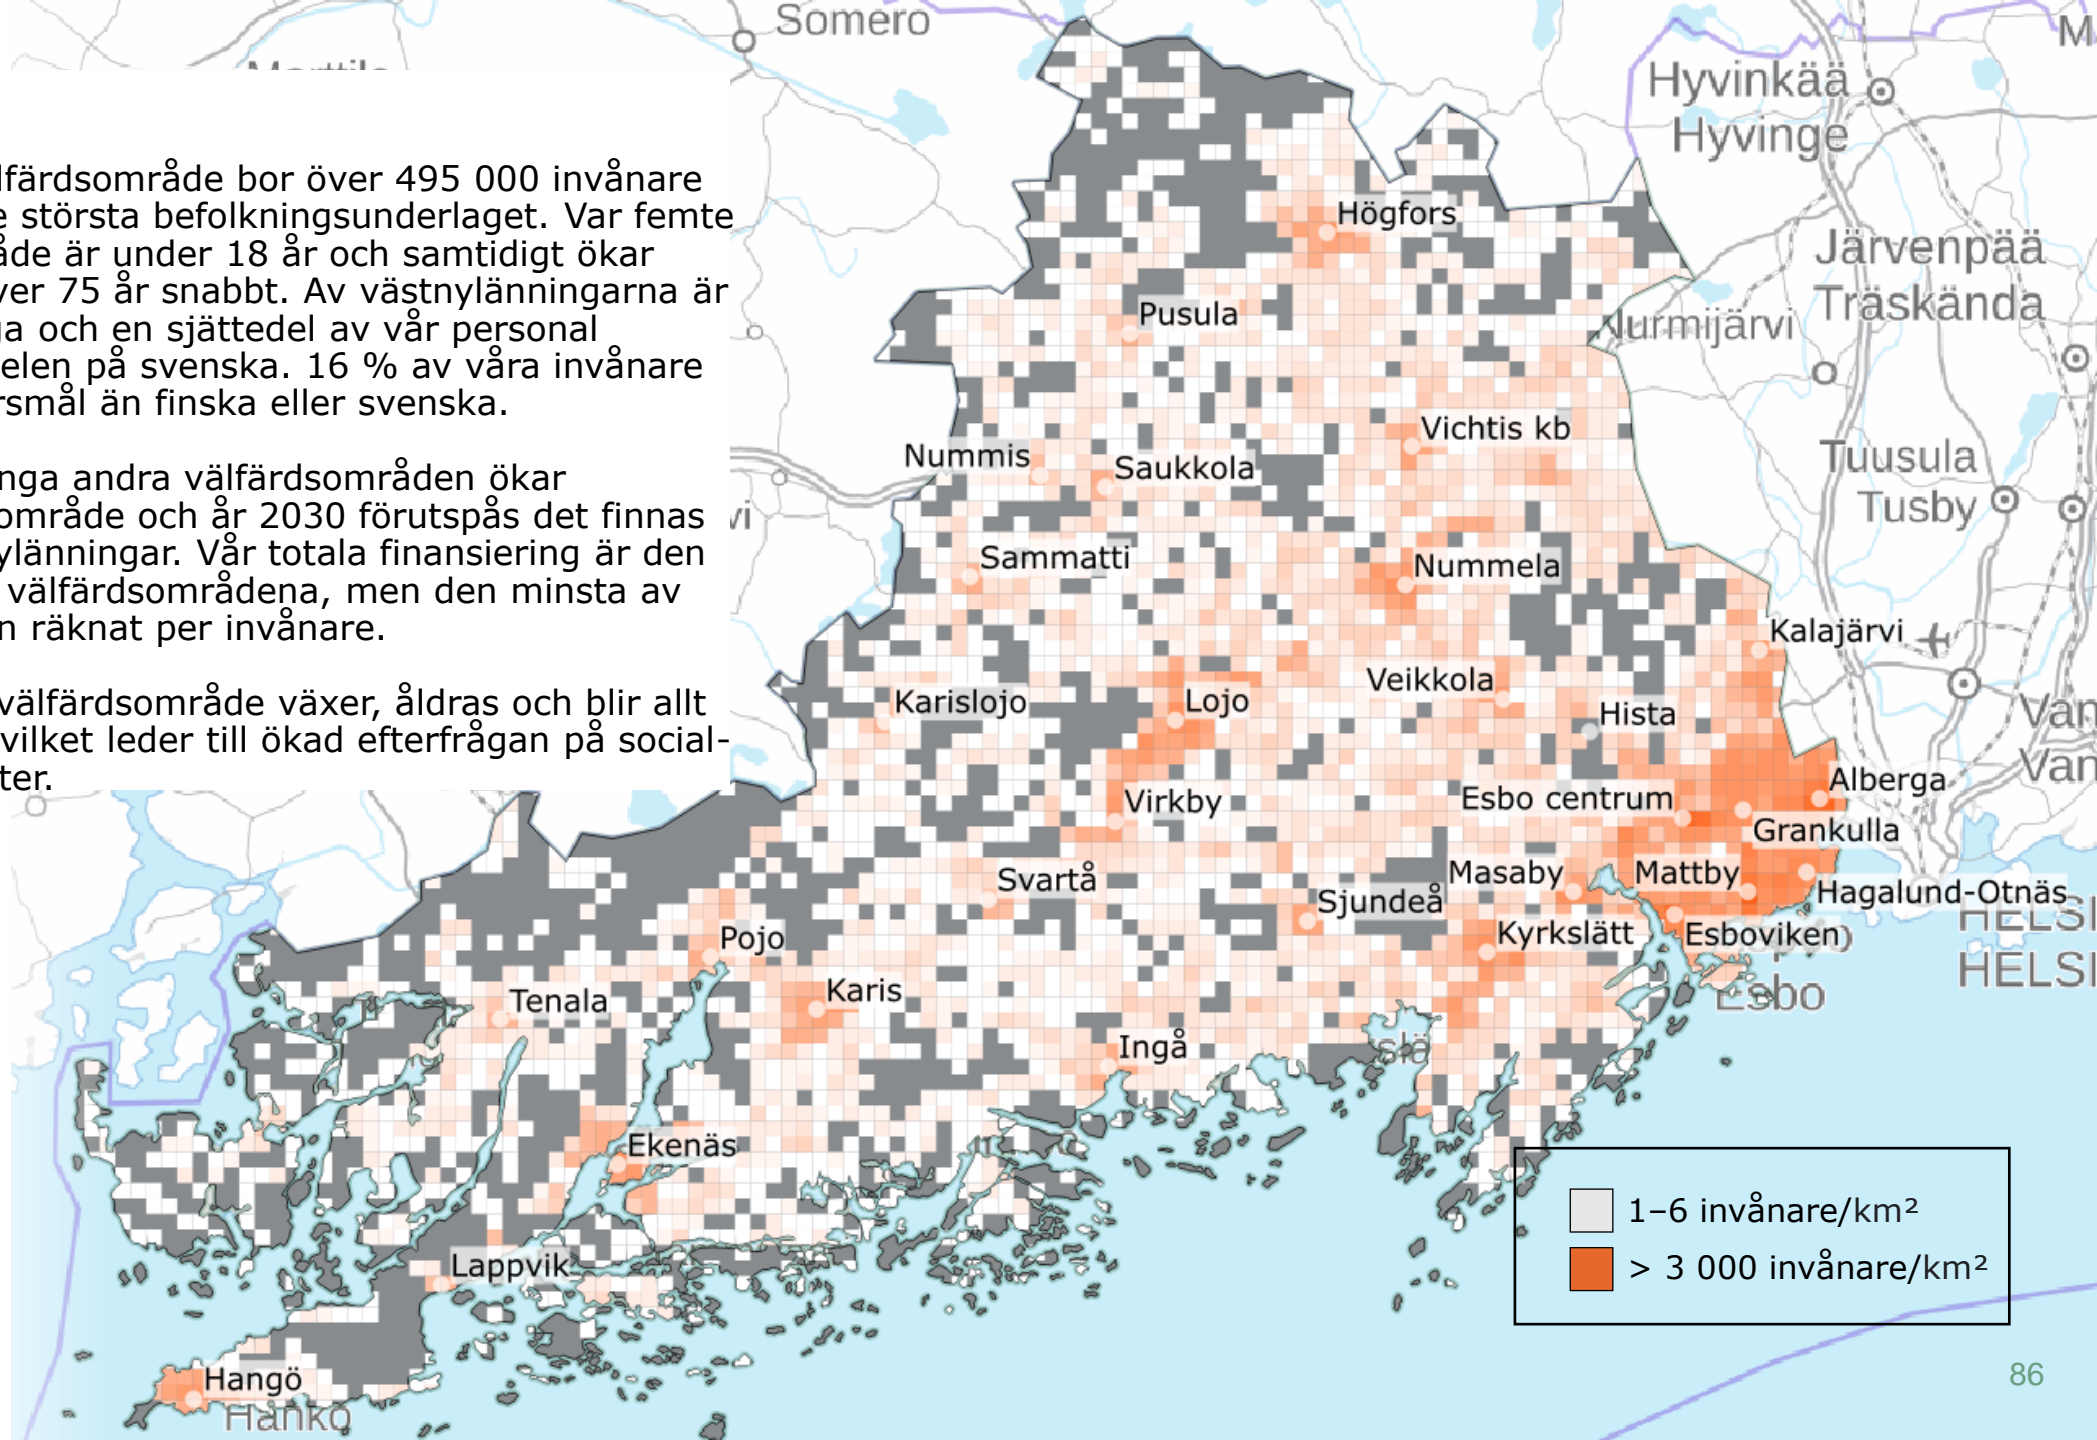 Somero
Hyvinkää
Hyvinge
lfärdsområde bor över 495 000 invånare
e största befolkningsunderlaget. Var femte
åde är under 18 år och samtidigt ökar
ver 75 år snabbt. Av västnylänningarna är
ga och en sjättedel av vår personal
elen på svenska. 16 % av våra invånare
rsmål än finska eller svenska.
nga andra välfärdsområden ökar
område och år 2030 förutspås det finnas
ylänningar. Vår totala finansiering är den
välfärdsområdena, men den minsta av
n räknat per invånare.
välfärdsområde växer, åldras och blir allt
vilket leder till ökad efterfrågan på social-
ter.
Högfors
Järvenpää
Träskända
Pusula
Nurmijärvi
Vichtis kb
Nummis
Saukkola
Tuusula
Tusby
vi
Sammatti
Nummela
Kalajärvi
Karislojo
Lojo
Veikkola
Hista
Van
Van
Virkby
Esbo centrum
Alberga
Grankulla
Svartå
Sjundeå
Masaby
Mattby
Hagalund-Otnäs
HELSI
HELSI
Pojo
Kyrkslätt
Esboviken
Esbo
Tenala
Karis
Ingå
slä
Ekenäs
Lappvik
Hangö
Hanko
1–6 invånare/km²
> 3 000 invånare/km²
86